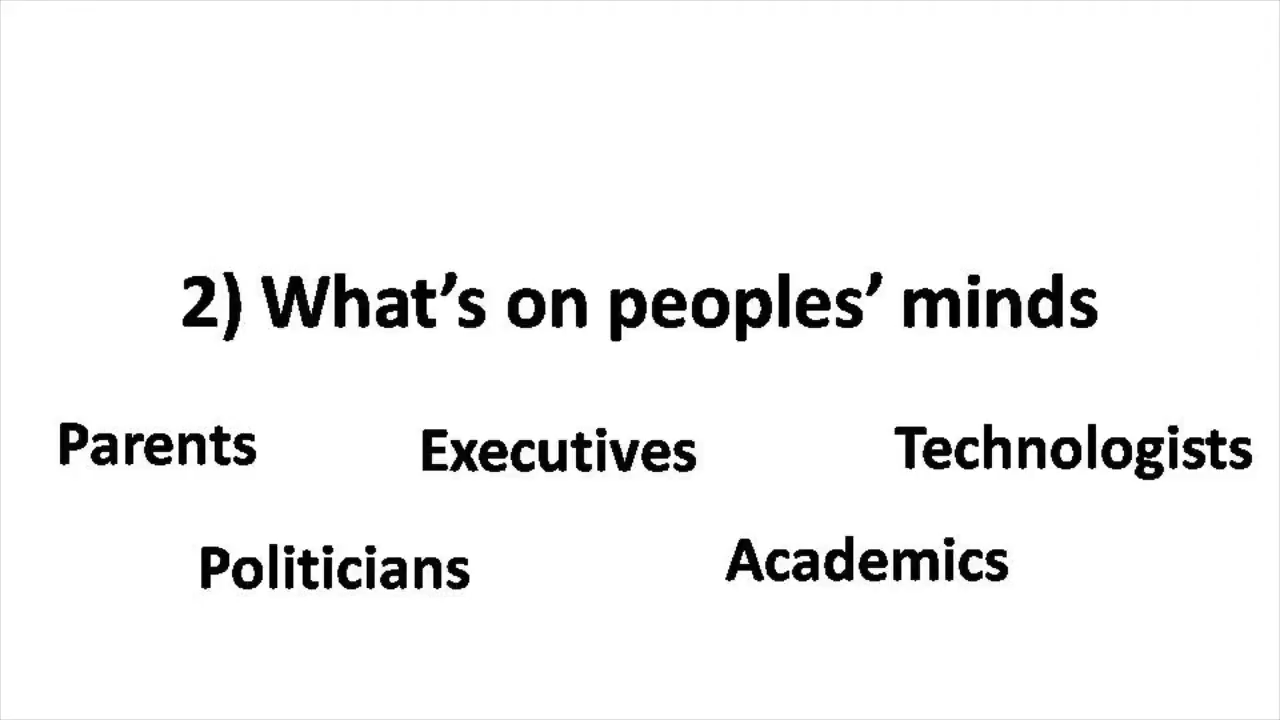 2) What’s on peoples’ minds
Parents Executives Technologists
Politicians Academics